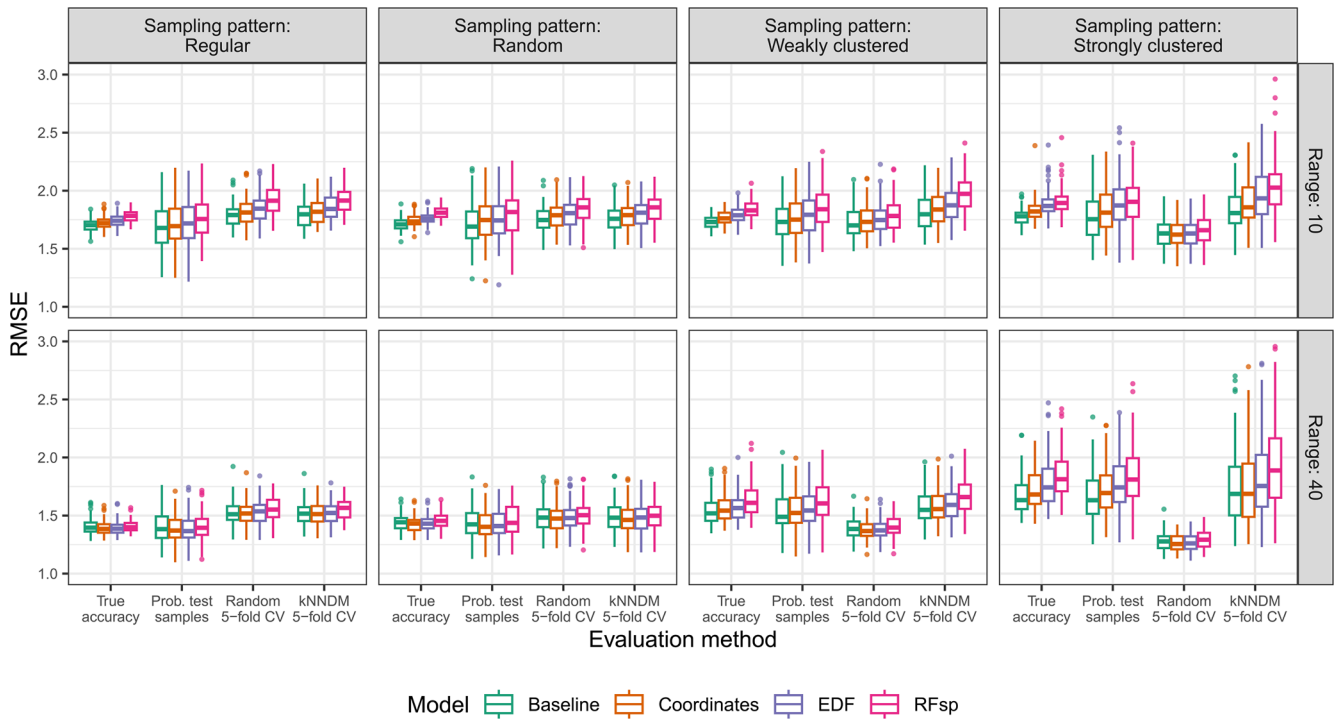 Sampling pattern:
Regular
Sampling pattern:
Random
Sampling pattern:
Weakly clustered
Sampling pattern:
Strongly clustered
RMSE
3.0
2.5
2.0
1.5
1.0
Range: 10
3.0
2.5
2.0
1.5
1.0
Range: 40
True
accuracy
Prob. test
samples
Random
5−fold CV
kNNDM
5−fold CV
True
accuracy
Prob. test
samples
Random
5−fold CV
kNNDM
5−fold CV
True
accuracy
Prob. test
samples
Random
5−fold CV
kNNDM
5−fold CV
True
accuracy
Prob. test
samples
Random
5−fold CV
kNNDM
5−fold CV
Evaluation method
Model Baseline Coordinates EDF RFsp